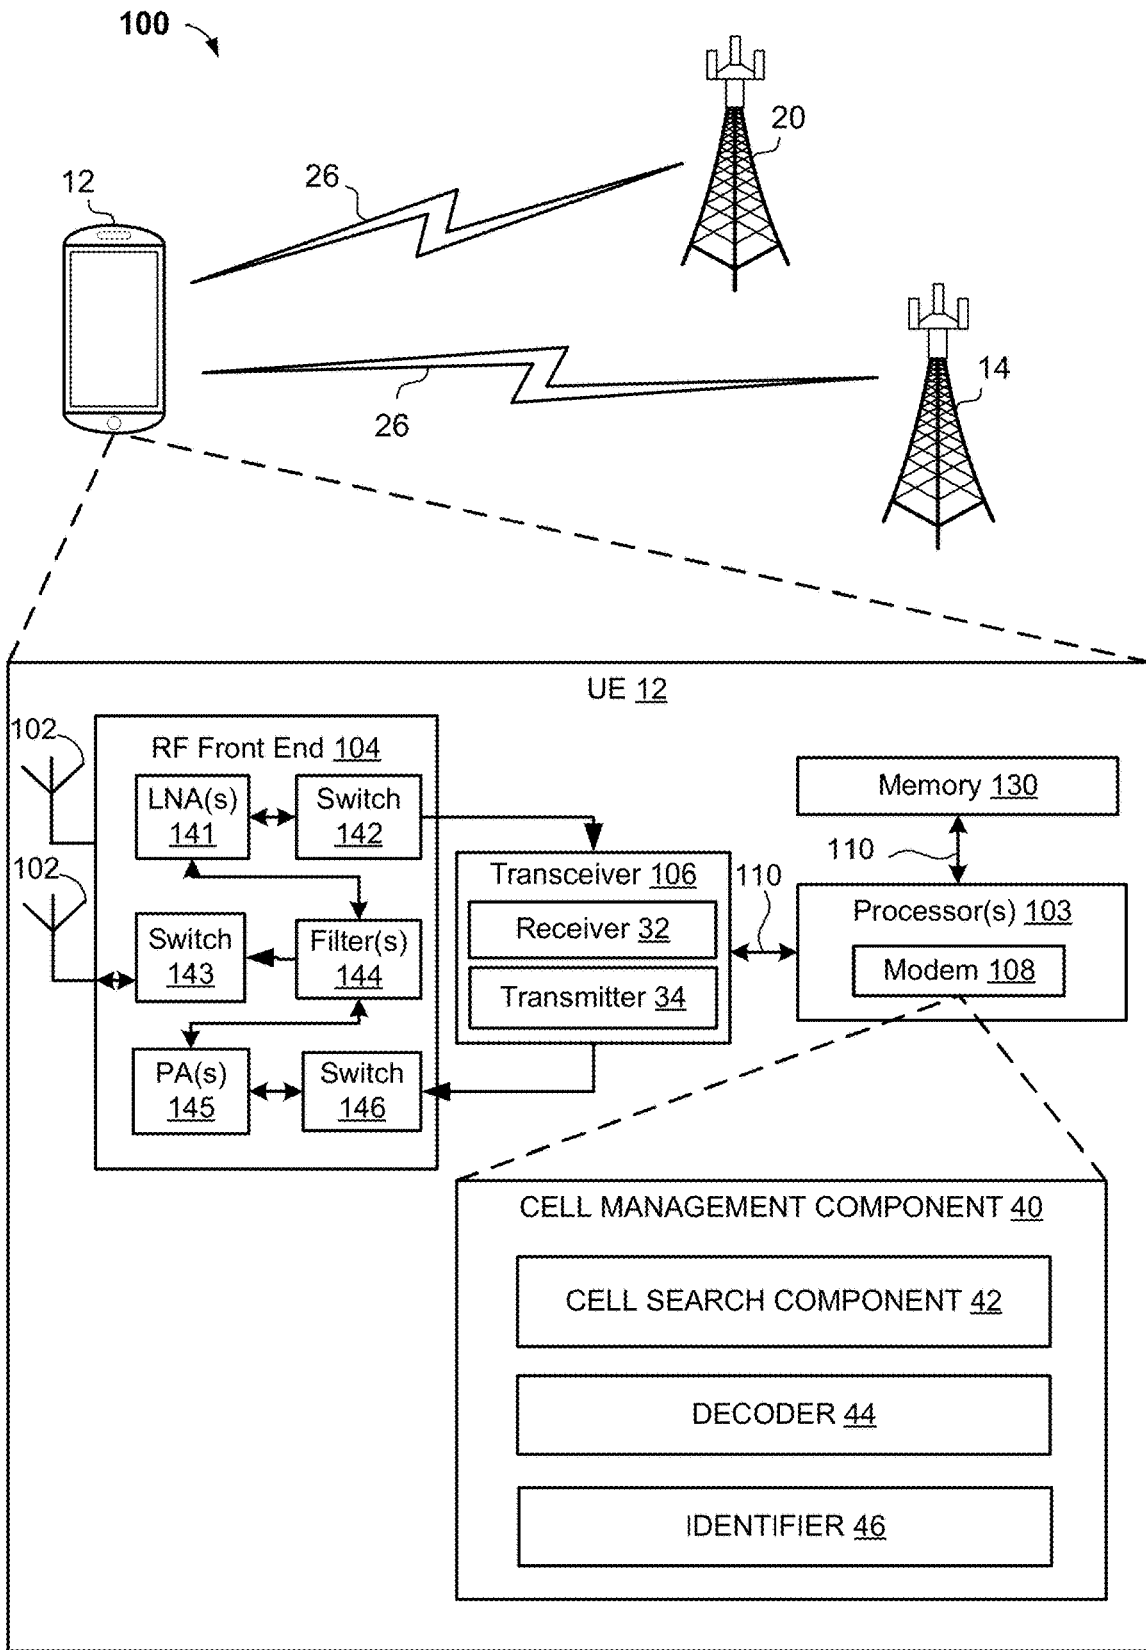 100
20
12
26
14
26
UE 12
102
RF Front End 104
LNA(s)
141
Switch
142
Memory 130
110
102
Transceiver 106
110
Processor(s) 103
Receiver 32
Modem 108
Switch
143
Filter(s)
144
Transmitter 34
PA(s)
145
Switch
146
CELL MANAGEMENT COMPONENT 40
CELL SEARCH COMPONENT 42
DECODER 44
IDENTIFIER 46